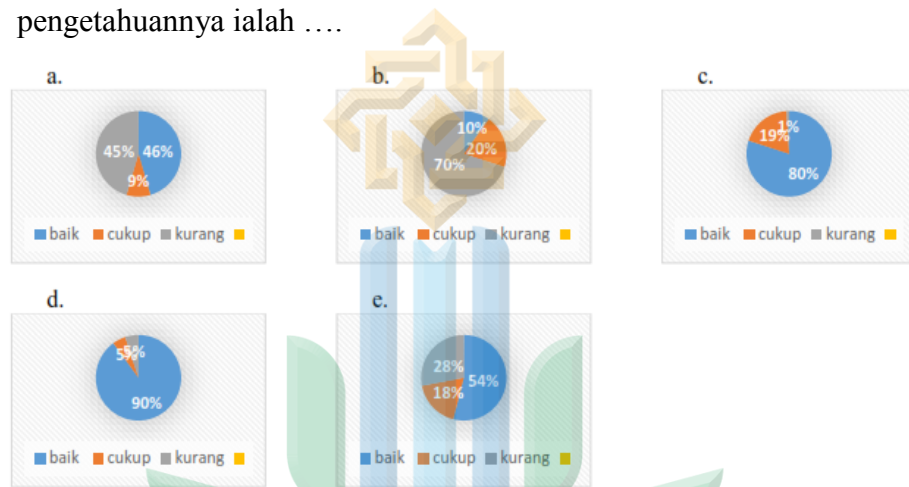 pengetahuannya ialah ….
a. b. c.
45% 46% 9%
10% 20% 70%
1% 19% 80%
baik cukup kurang
baik cukup kurang
baik cukup kurang
d. e.
5% 5% 90%
28% 54% 18%
baik cukup kurang
baik cukup kurang